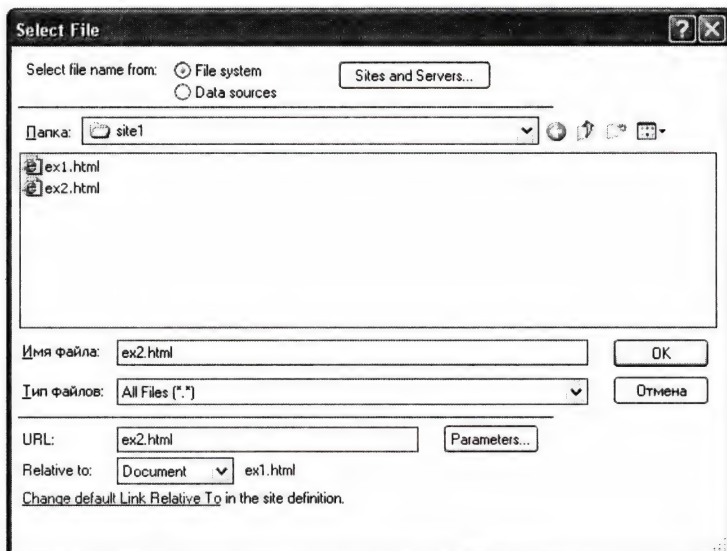 Select File
Select file name from: File system Sites and Servers...
Data sources
Папка: site1
ex1.html
ex2.html
Имя файла: ex2.html OK
Тип файлов: All Files (*.*) Отмена
URL: ex2.html Parameters...
Relative to: Document ex1.html
Change default Link Relative To in the site definition.